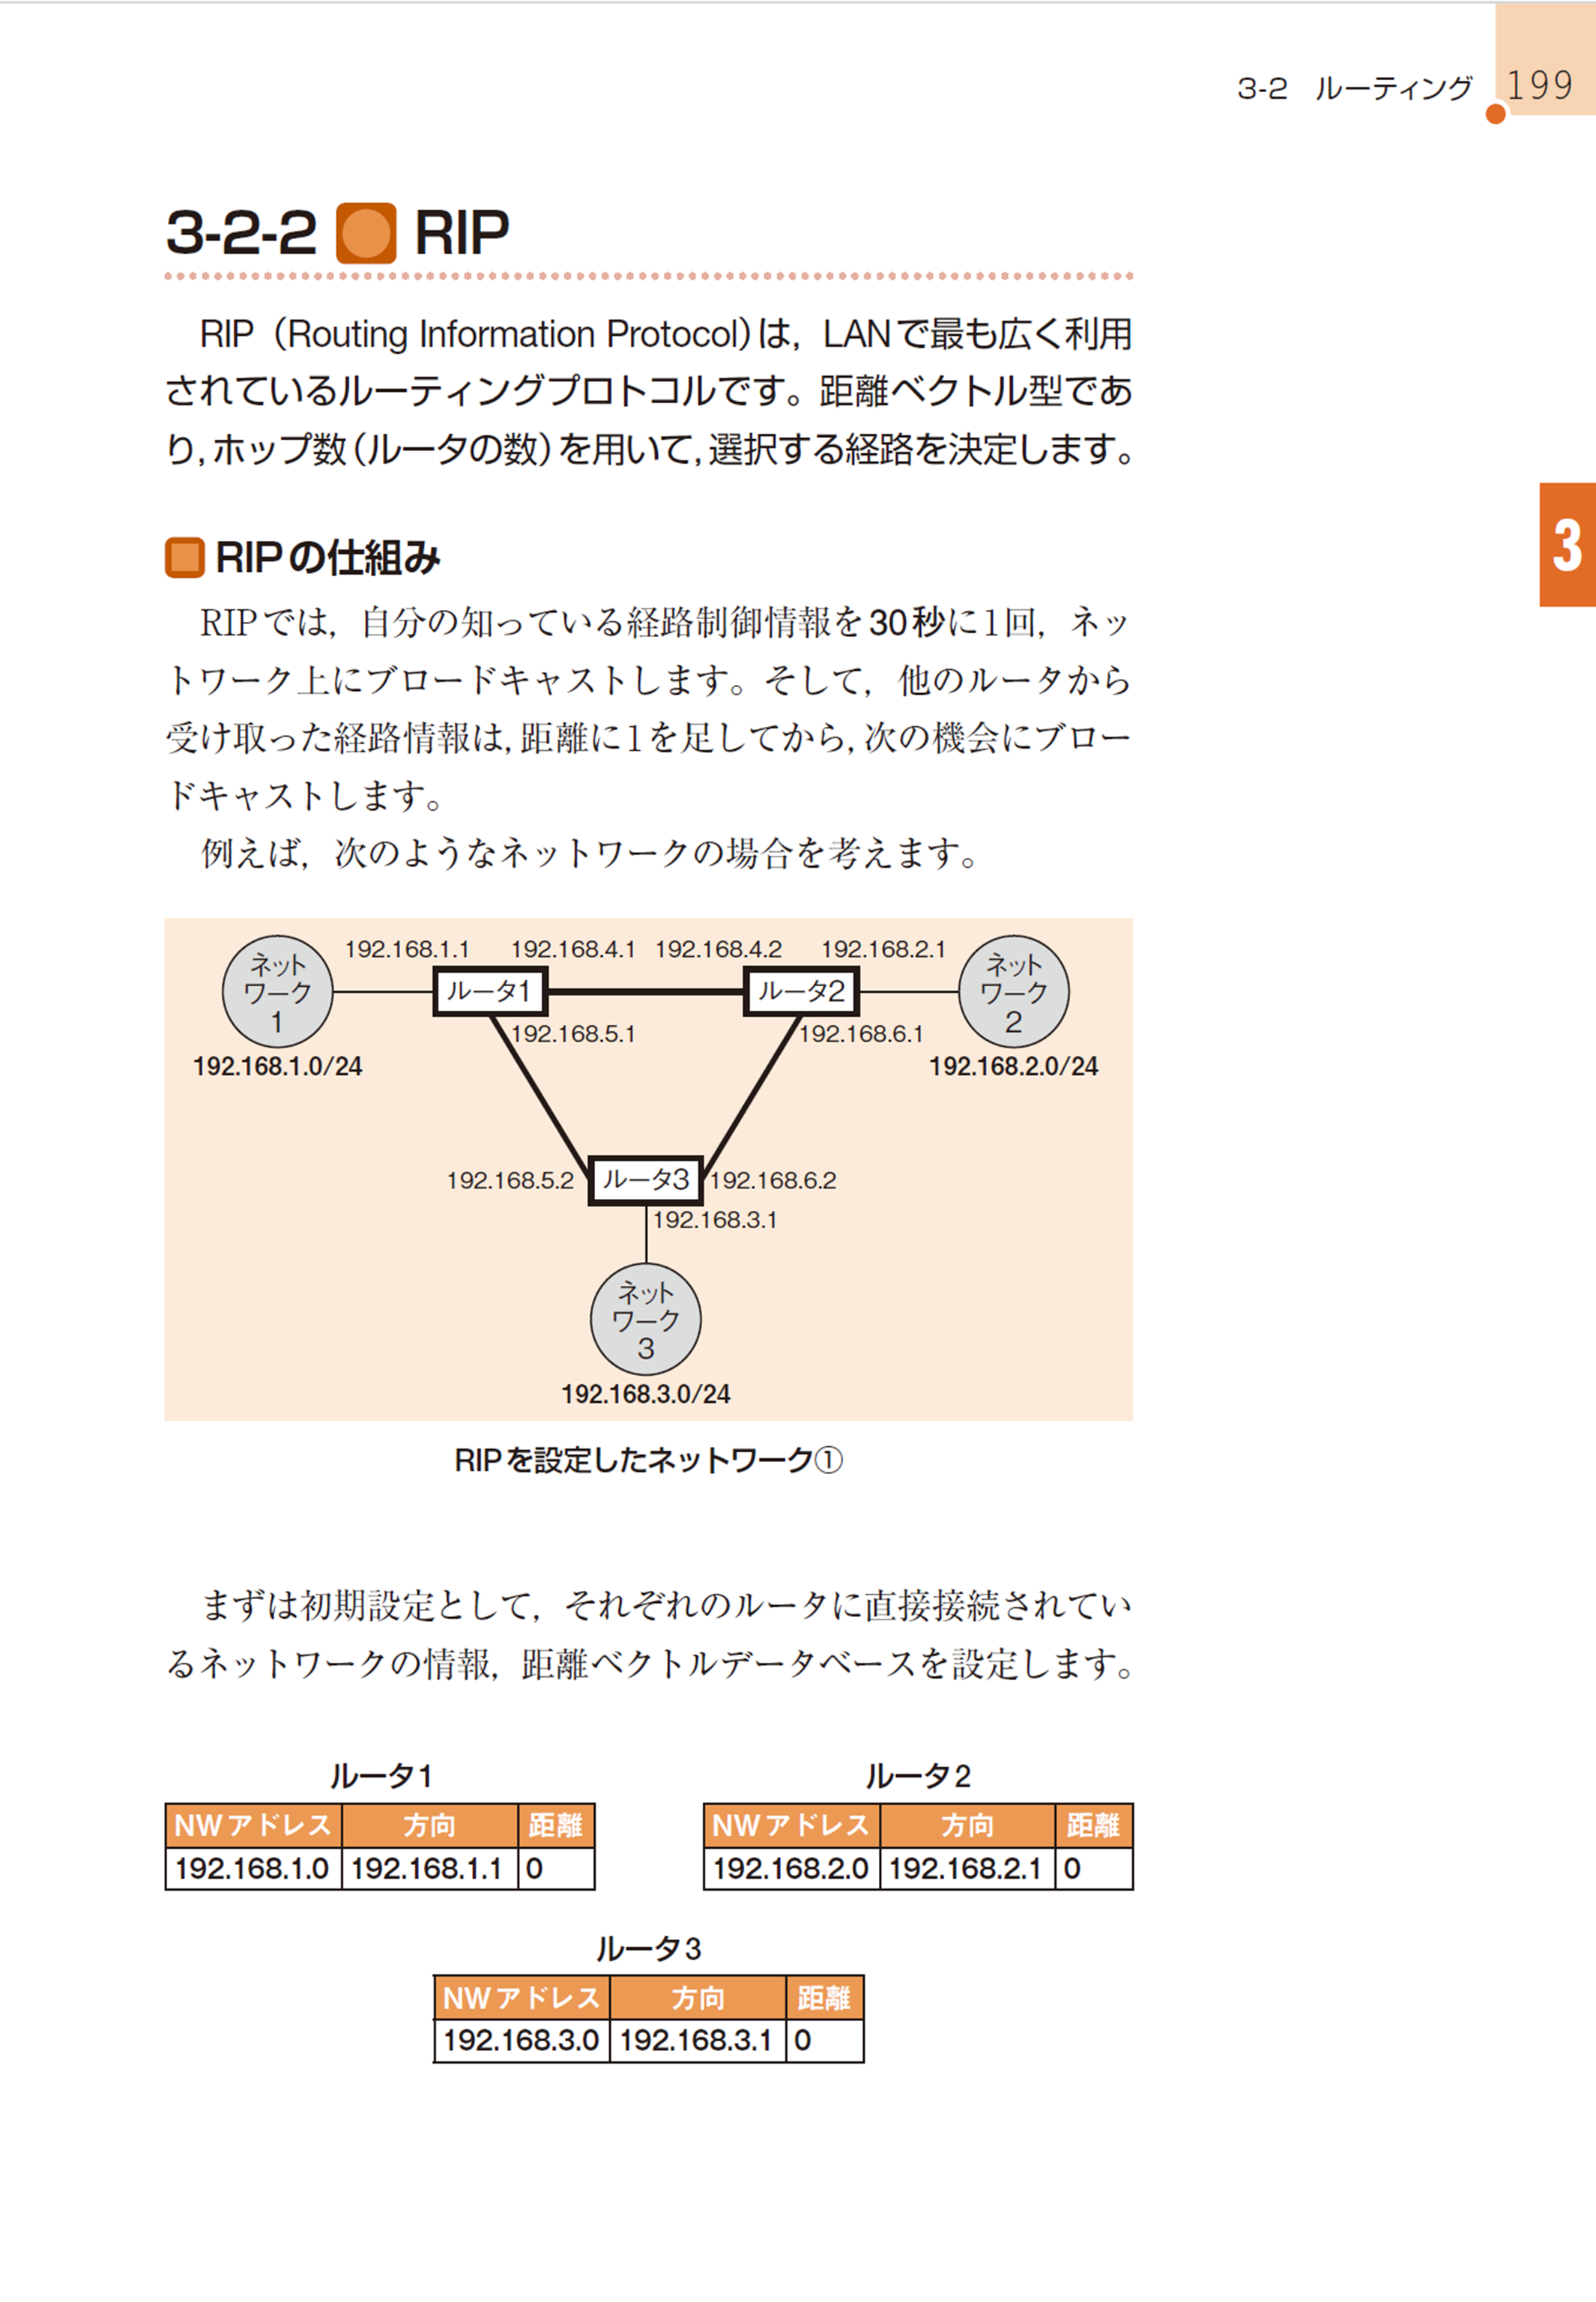 3-2 ルーティング 199
3-2-2 RIP
RIP（Routing Information Protocol）は，LANで最も広く利用
されているルーティングプロトコルです。距離ベクトル型であ
り，ホップ数（ルータの数）を用いて，選択する経路を決定します。
3
RIPの仕組み
RIPでは，自分の知っている経路制御情報を30秒に1回，ネッ
トワーク上にブロードキャストします。そして，他のルータから
受け取った経路情報は，距離に1を足してから，次の機会にブロー
ドキャストします。
例えば，次のようなネットワークの場合を考えます。
192.168.1.1 192.168.4.1 192.168.4.2 192.168.2.1
ネット
ワーク
1
ルータ1
ルータ2
ネット
ワーク
2
192.168.5.1 192.168.6.1
192.168.1.0/24 192.168.2.0/24
192.168.5.2 ルータ3 192.168.6.2
192.168.3.1
ネット
ワーク
3
192.168.3.0/24
RIPを設定したネットワーク①
まずは初期設定として，それぞれのルータに直接接続されてい
るネットワークの情報，距離ベクトルデータベースを設定します。
ルータ1
NWアドレス 方向 距離
192.168.1.0 192.168.1.1 0
ルータ2
NWアドレス 方向 距離
192.168.2.0 192.168.2.1 0
ルータ3
NWアドレス 方向 距離
192.168.3.0 192.168.3.1 0